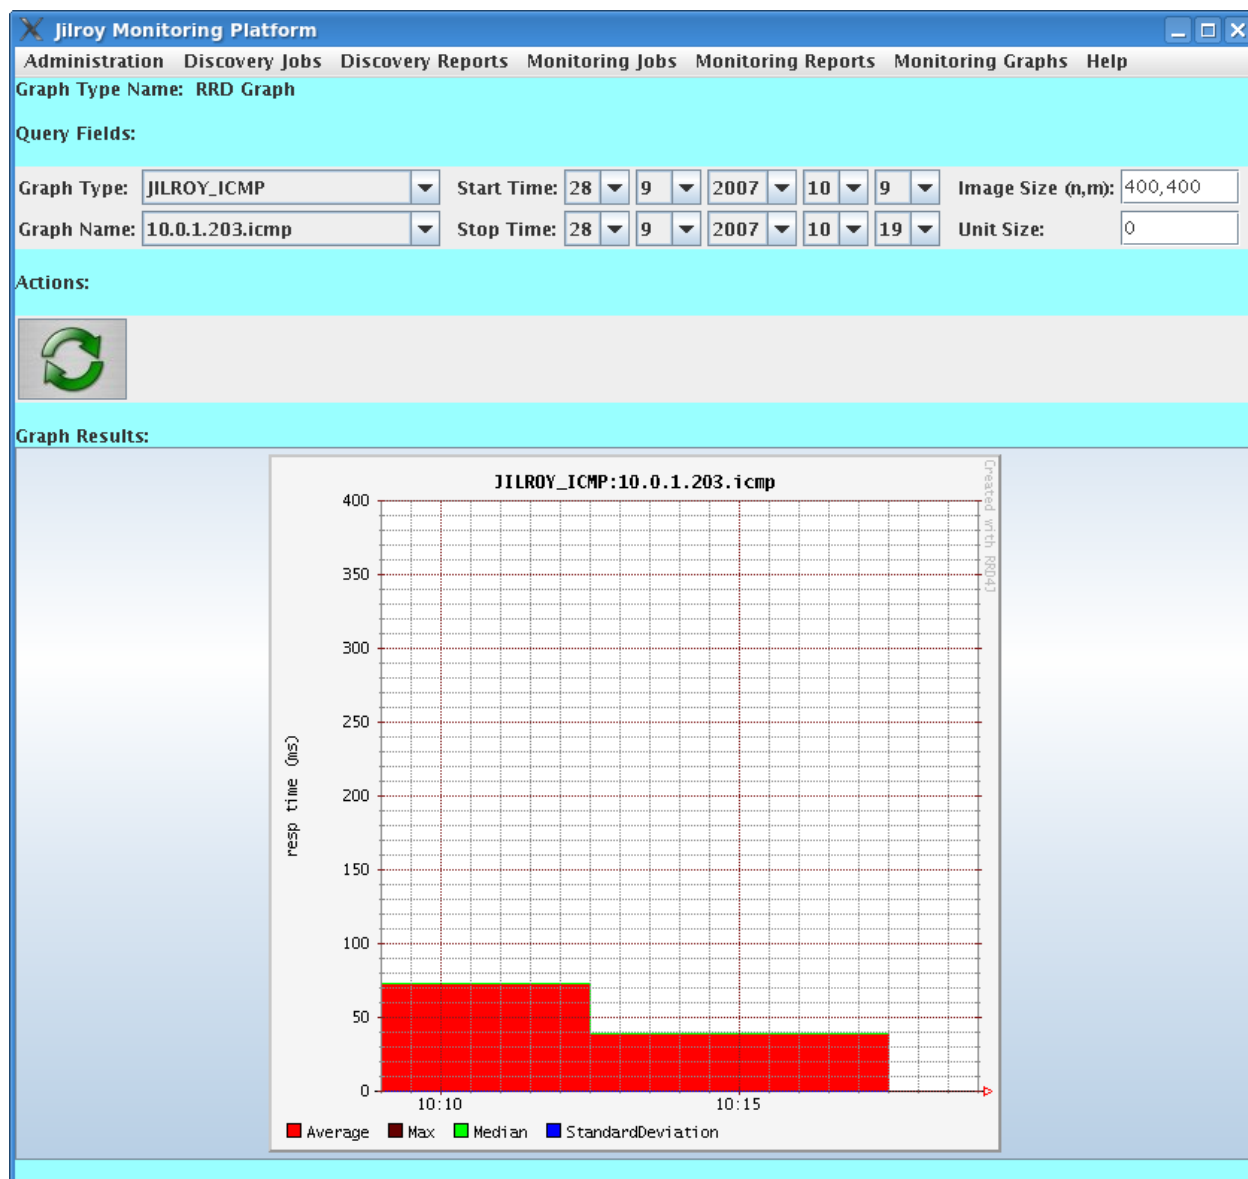 Jilroy Monitoring Platform
Administration Discovery Jobs Discovery Reports Monitoring Jobs Monitoring Reports Monitoring Graphs Help
Graph Type Name: RRD Graph
Query Fields:
Graph Type: JILROY_ICMP Start Time: 28 9 2007 10 9 Image Size (n,m): 400,400
Graph Name: 10.0.1.203.icmp Stop Time: 28 9 2007 10 19 Unit Size: 0
Actions:
Graph Results:
JILROY_ICMP:10.0.1.203.icmp
Created with RRD4J
400
350
300
250
200
150
100
50
0
resp time (ms)
10:10 10:15
Average Max Median StandardDeviation